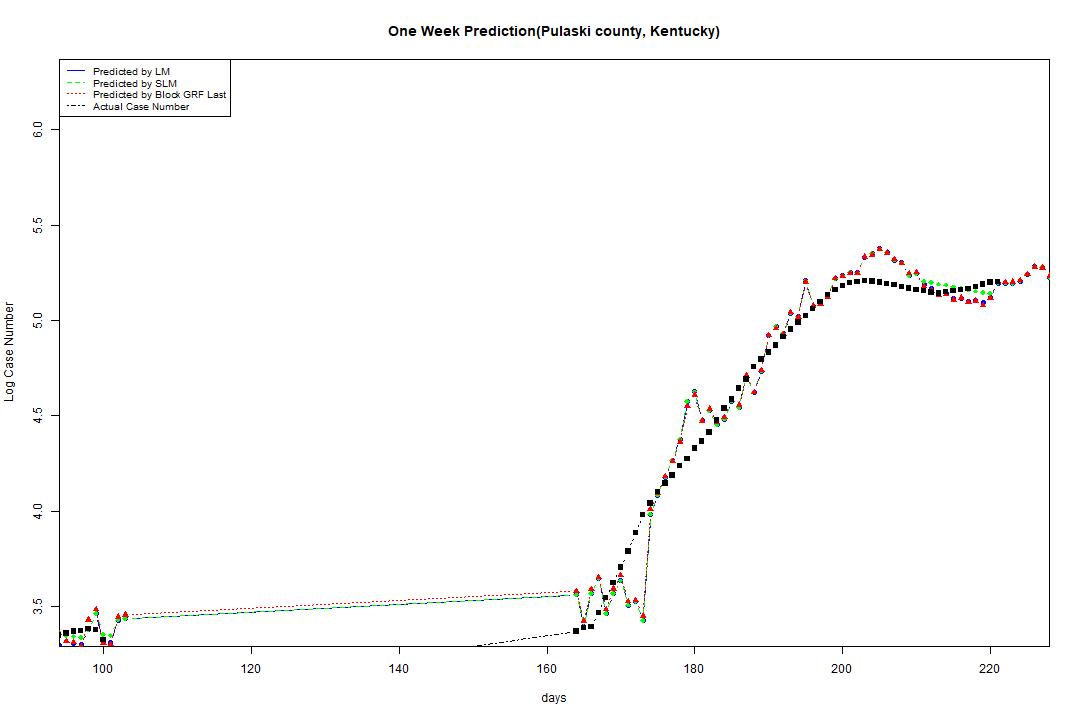 One Week Prediction(Pulaski county, Kentucky)
Predicted by LM
Predicted by SLM
Predicted by Block GRF Last
Actual Case Number
6.0
5.5
5.0
4.5
4.0
3.5
Log Case Number
100 120 140 160 180 200 220
days